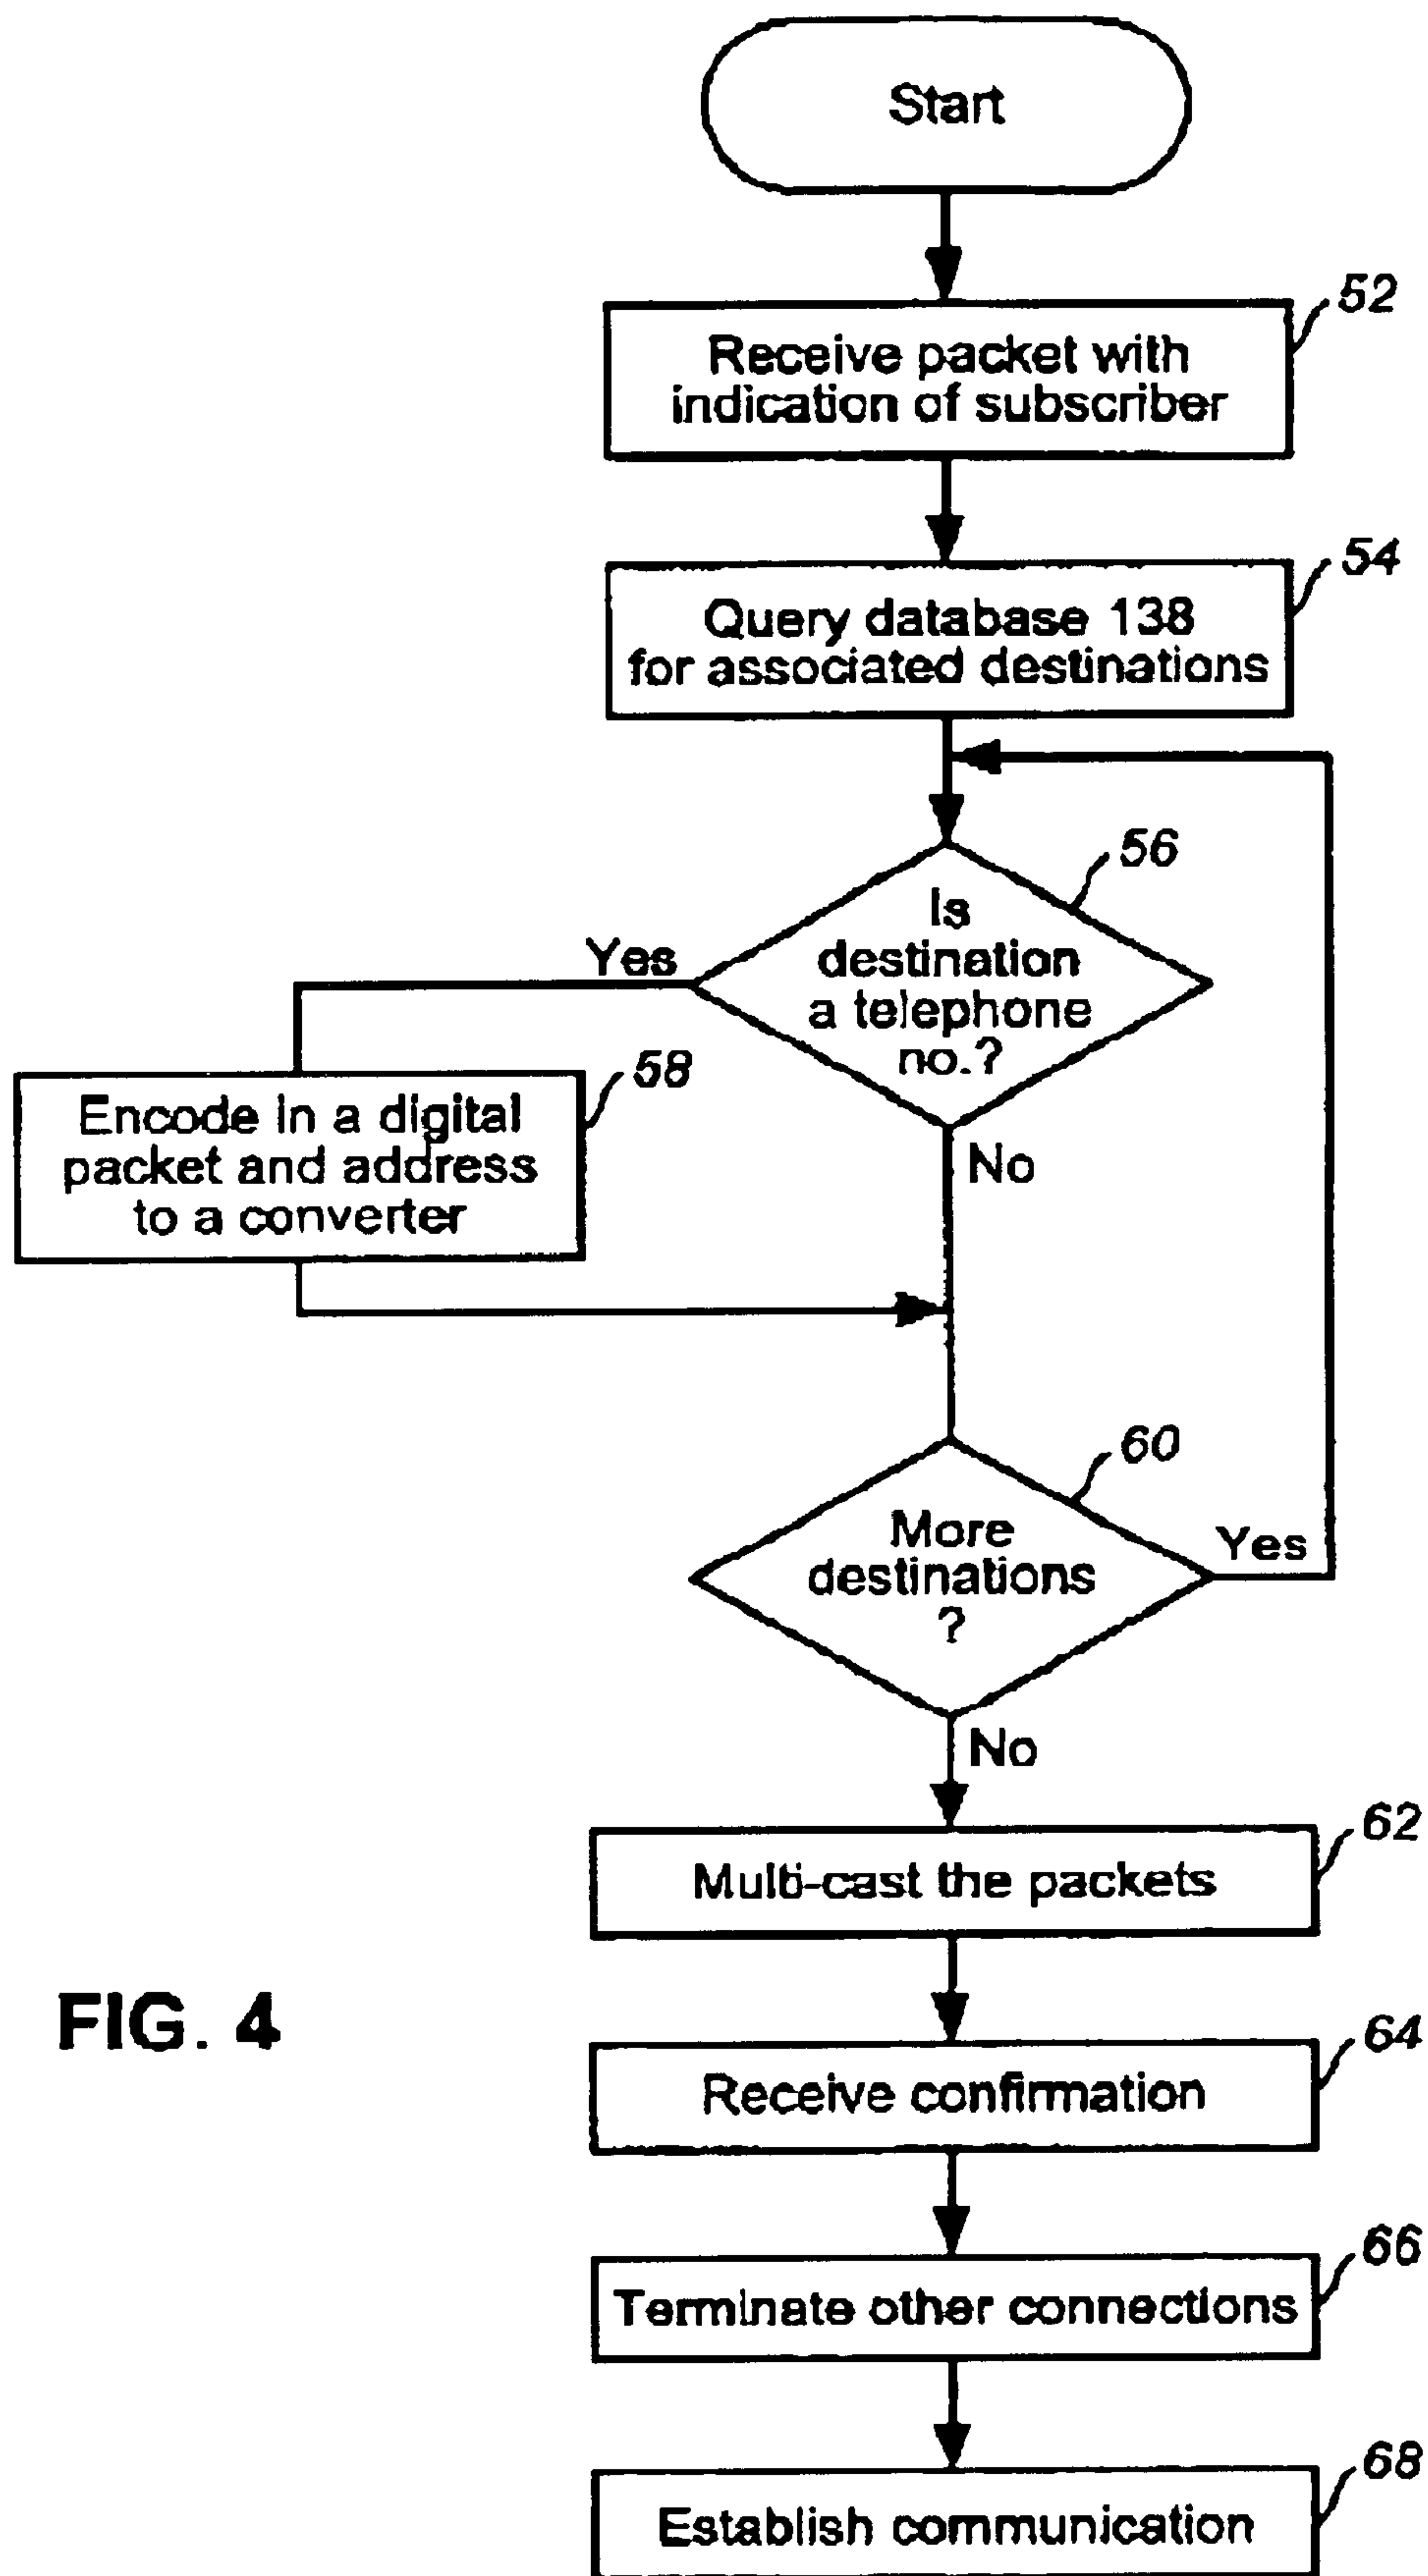 Start
52
Receive packet with
indication of subscriber
54
Query database 138
for associated destinations
56
Is
destination
a telephone
no.?
Yes
58
Encode in a digital
packet and address
to a converter
No
60
More
destinations
?
Yes
No
62
Multi-cast the packets
FIG. 4
64
Receive confirmation
66
Terminate other connections
68
Establish communication